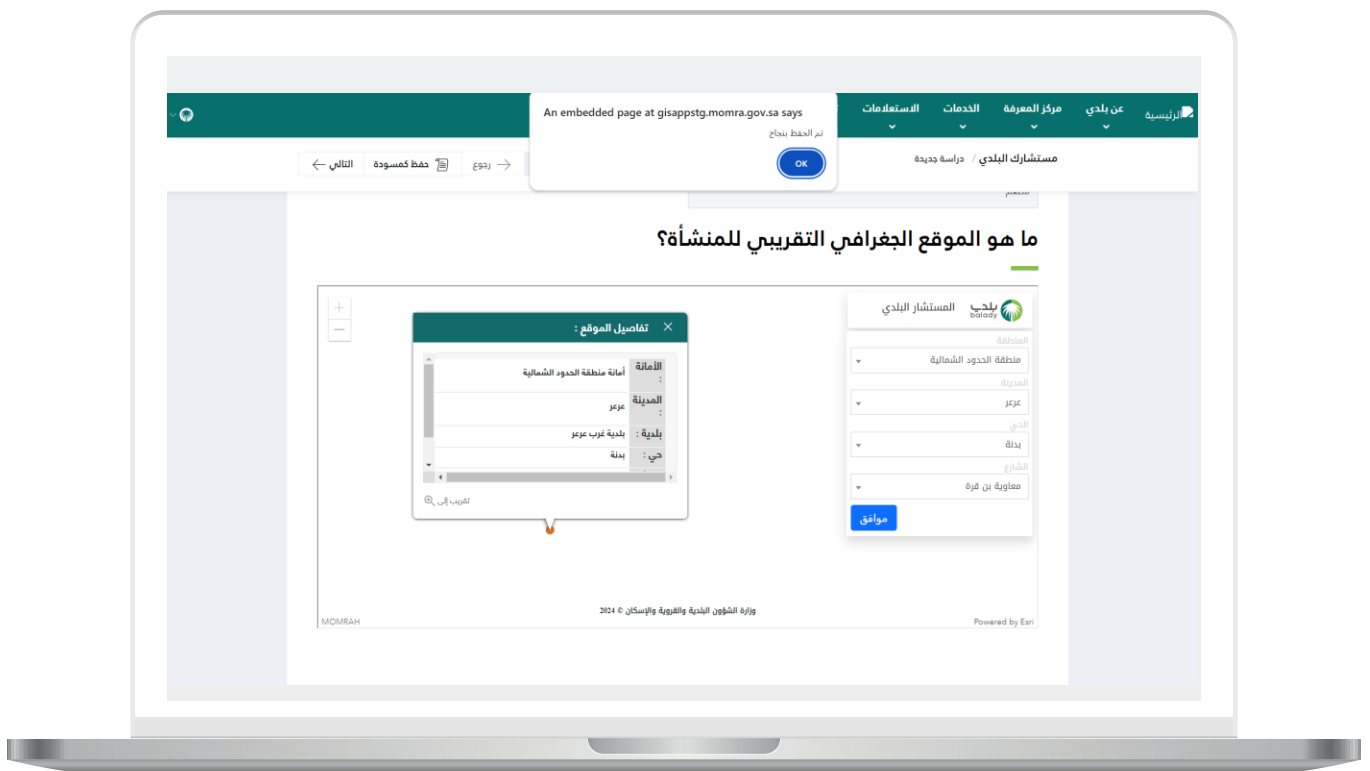 الرئيسية
عن بلدي
مركز المعرفة
الخدمات
الاستعلامات
An embedded page at gisappstg.momra.gov.sa says
تم الحفظ بنجاح
OK
مستشارك البلدي / دراسة جديدة
رجوع
حفظ كمسودة
التالي
ما هو الموقع الجغرافي التقريبي للمنشأة؟
بلدي
balady
المستشار البلدي
المنطقة
منطقة الحدود الشمالية
المدينة
عرعر
الحي
بدنة
الشارع
معاوية بن قرة
موافق
تفاصيل الموقع :
الأمانة : أمانة منطقة الحدود الشمالية
المدينة : عرعر
بلدية : بلدية غرب عرعر
حي : بدنة
تقريب إلى
وزارة الشؤون البلدية والقروية والإسكان © 2024
MOMRAH
Powered by Esri